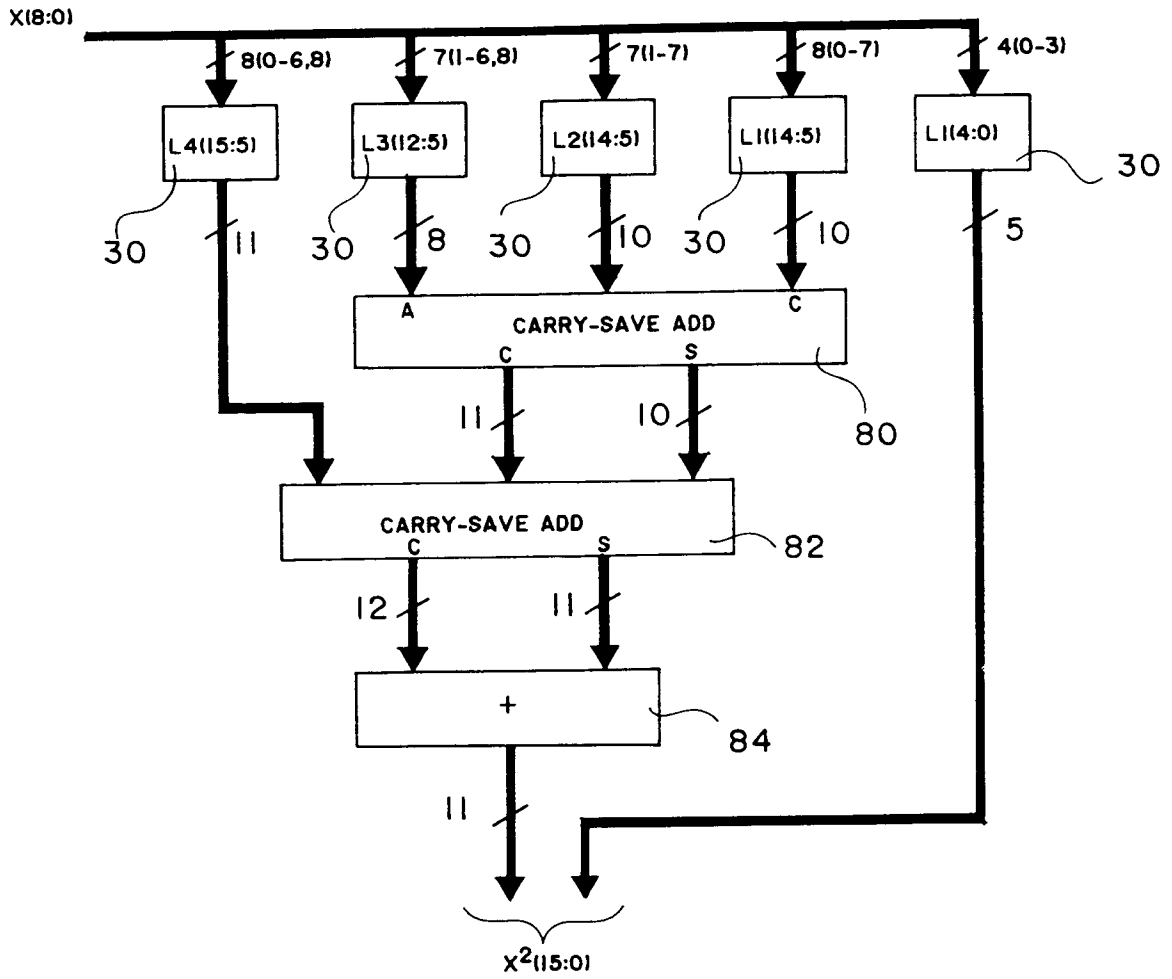 X(8:0)
8(0-6,8)
7(1-6,8)
7(1-7)
8(0-7)
4(0-3)
L4(15:5)
L3(12:5)
L2(14:5)
L1(14:5)
L1(4:0)
30
30
30
30
30
11
8
10
10
5
A
C
CARRY-SAVE ADD
C
S
80
11
10
CARRY-SAVE ADD
C
S
82
12
11
+
84
11
X²(15:0)